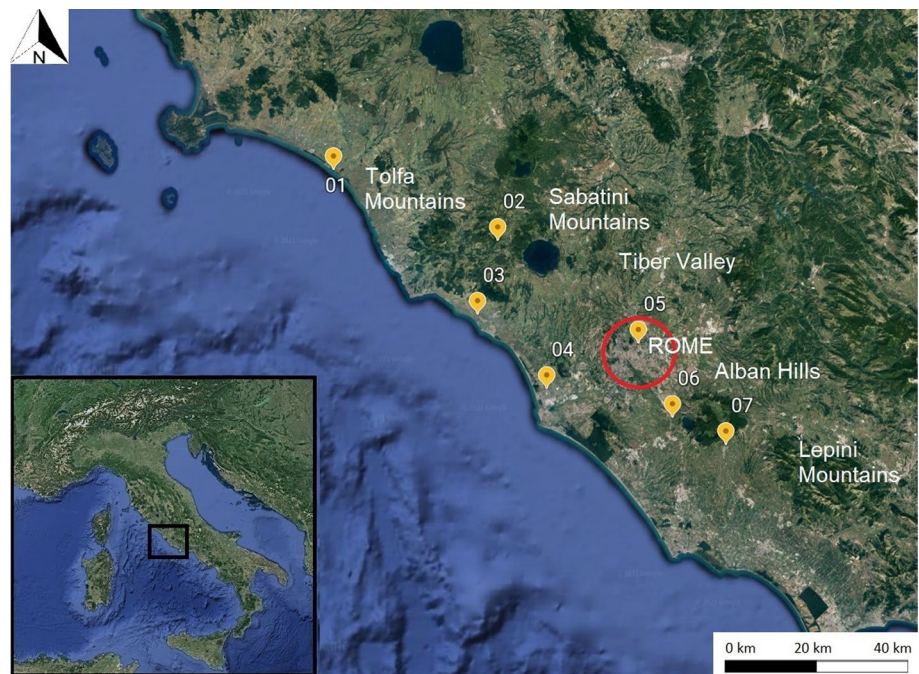 N
01
Tolfa
Mountains
02
Sabatini
Mountains
Tiber Valley
03
05
ROME
04
Alban Hills
06
07
Lepini
Mountains
0 km 20 km 40 km